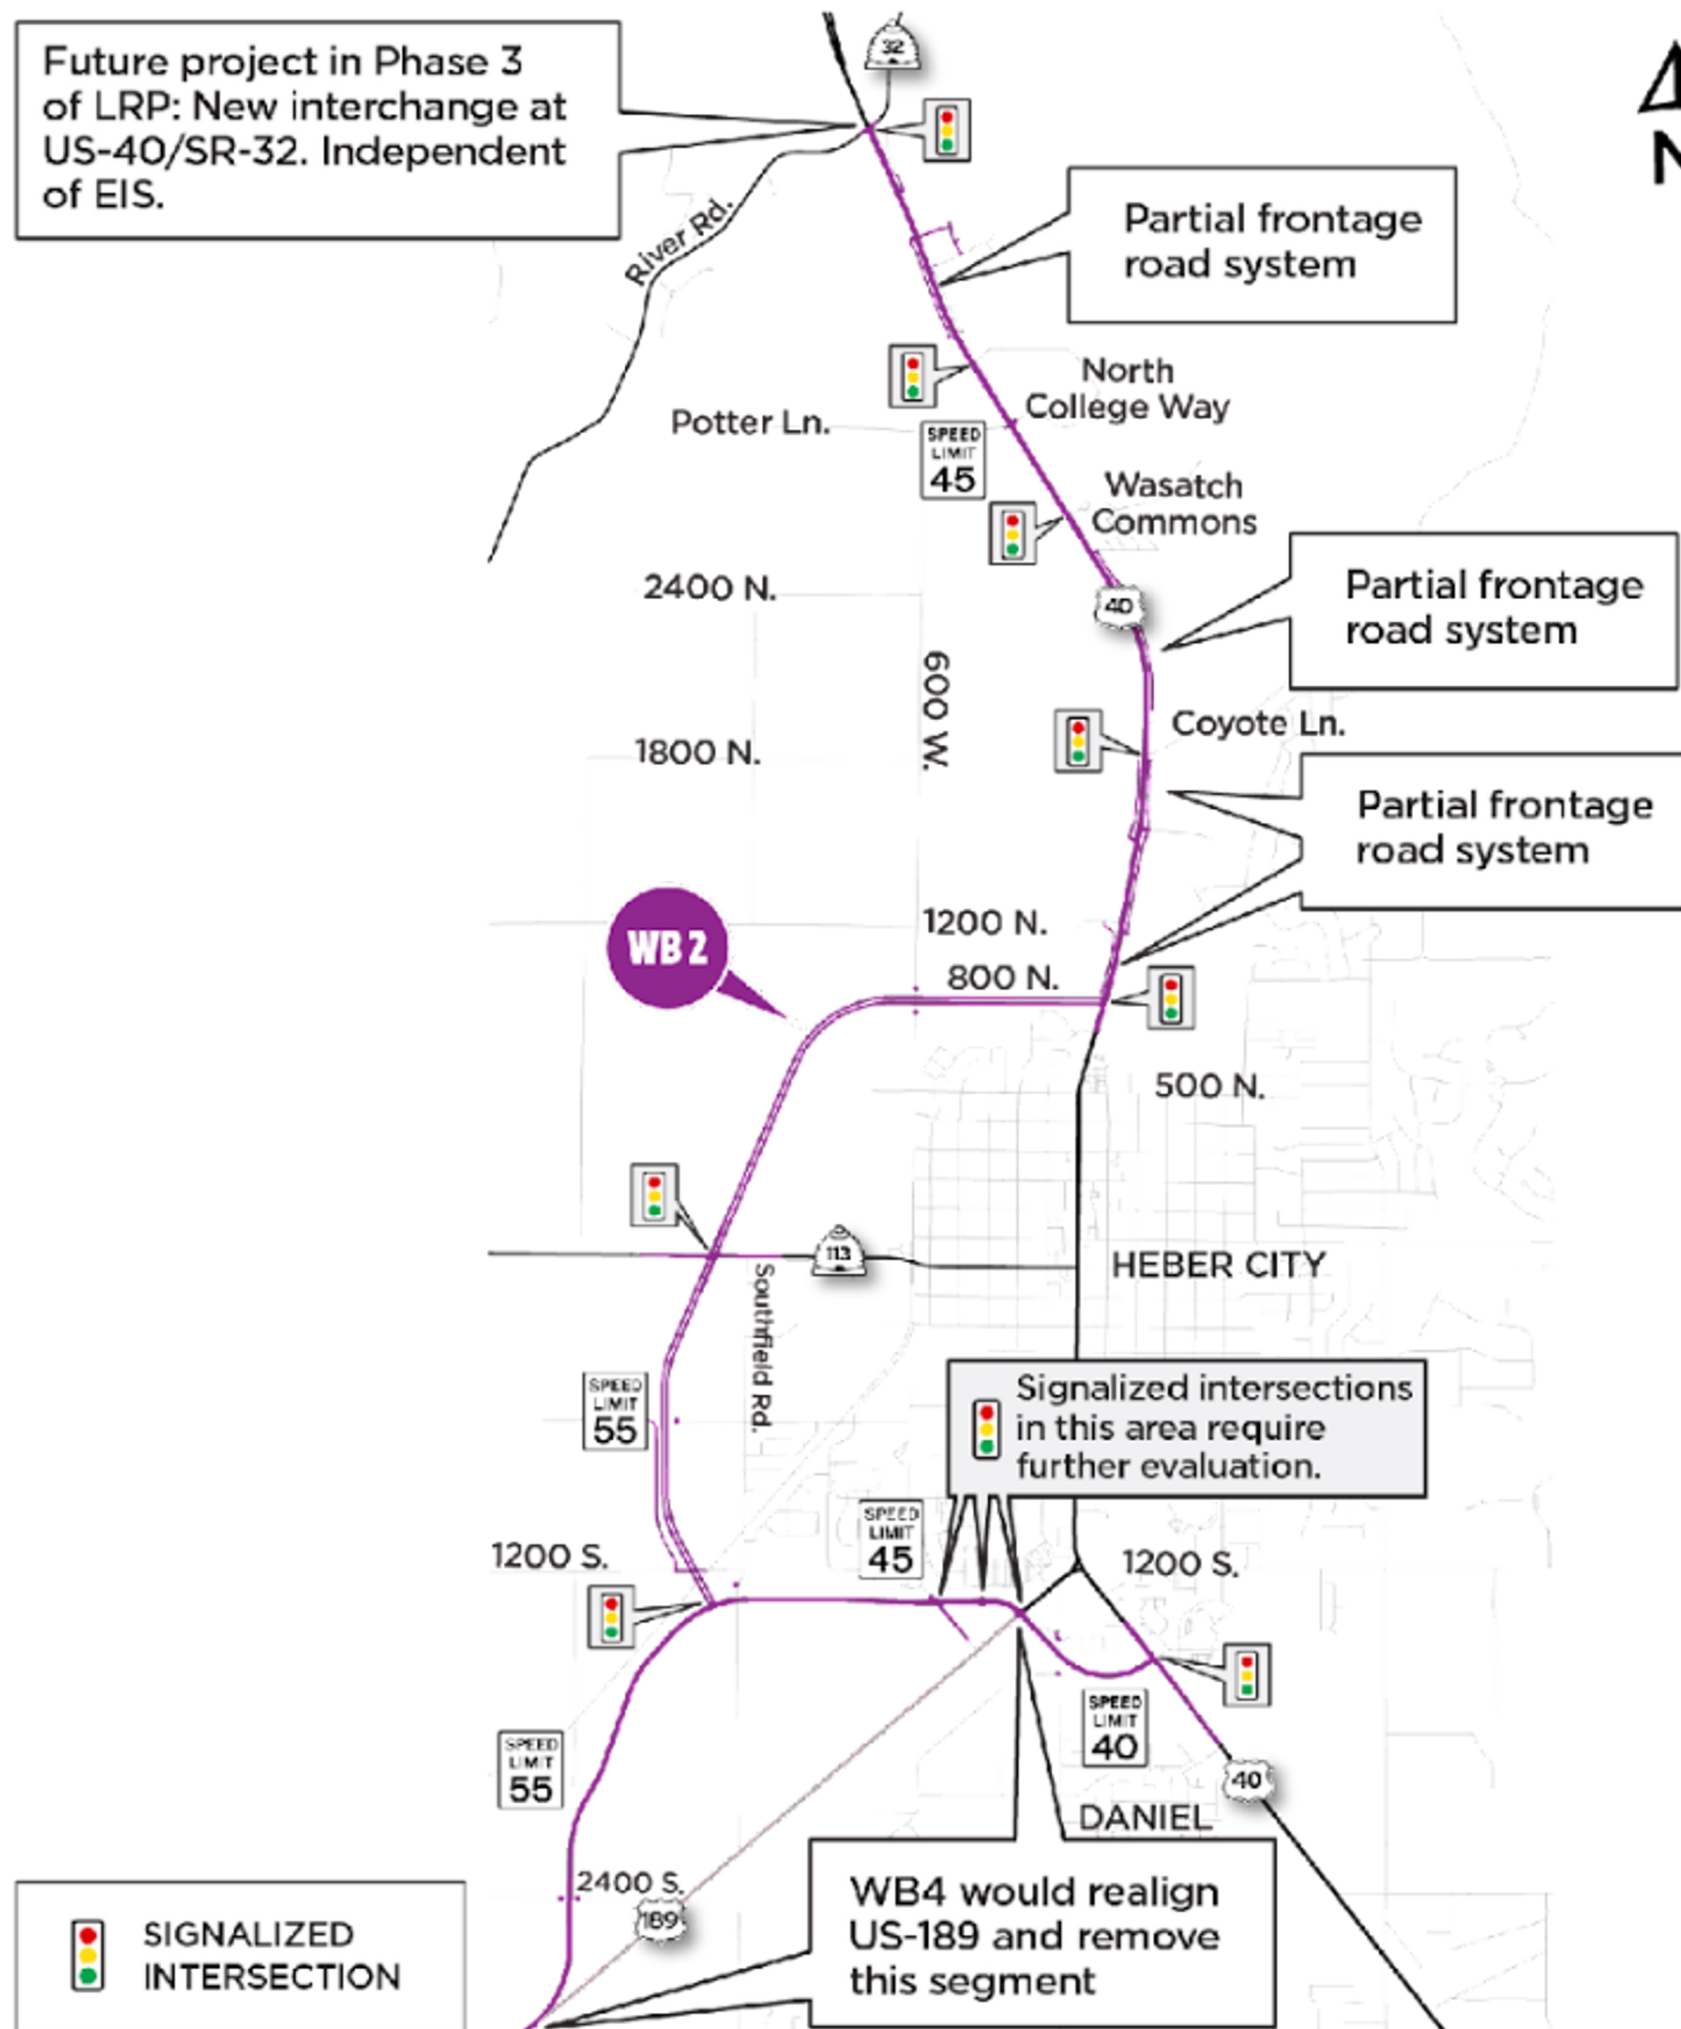 32
Future project in Phase 3
of LRP: New interchange at
US-40/SR-32. Independent
of EIS.
N
River Rd.
Partial frontage
road system
North
College Way
Potter Ln.
SPEED
LIMIT
45
Wasatch
Commons
2400 N.
40
Partial frontage
road system
600 W.
Coyote Ln.
1800 N.
Partial frontage
road system
WB 2
1200 N.
800 N.
500 N.
113
HEBER CITY
Southfield Rd.
SPEED
LIMIT
55
Signalized intersections
in this area require
further evaluation.
SPEED
LIMIT
45
1200 S.
1200 S.
SPEED
LIMIT
40
SPEED
LIMIT
55
40
DANIEL
2400 S.
189
WB4 would realign
US-189 and remove
this segment
SIGNALIZED
INTERSECTION